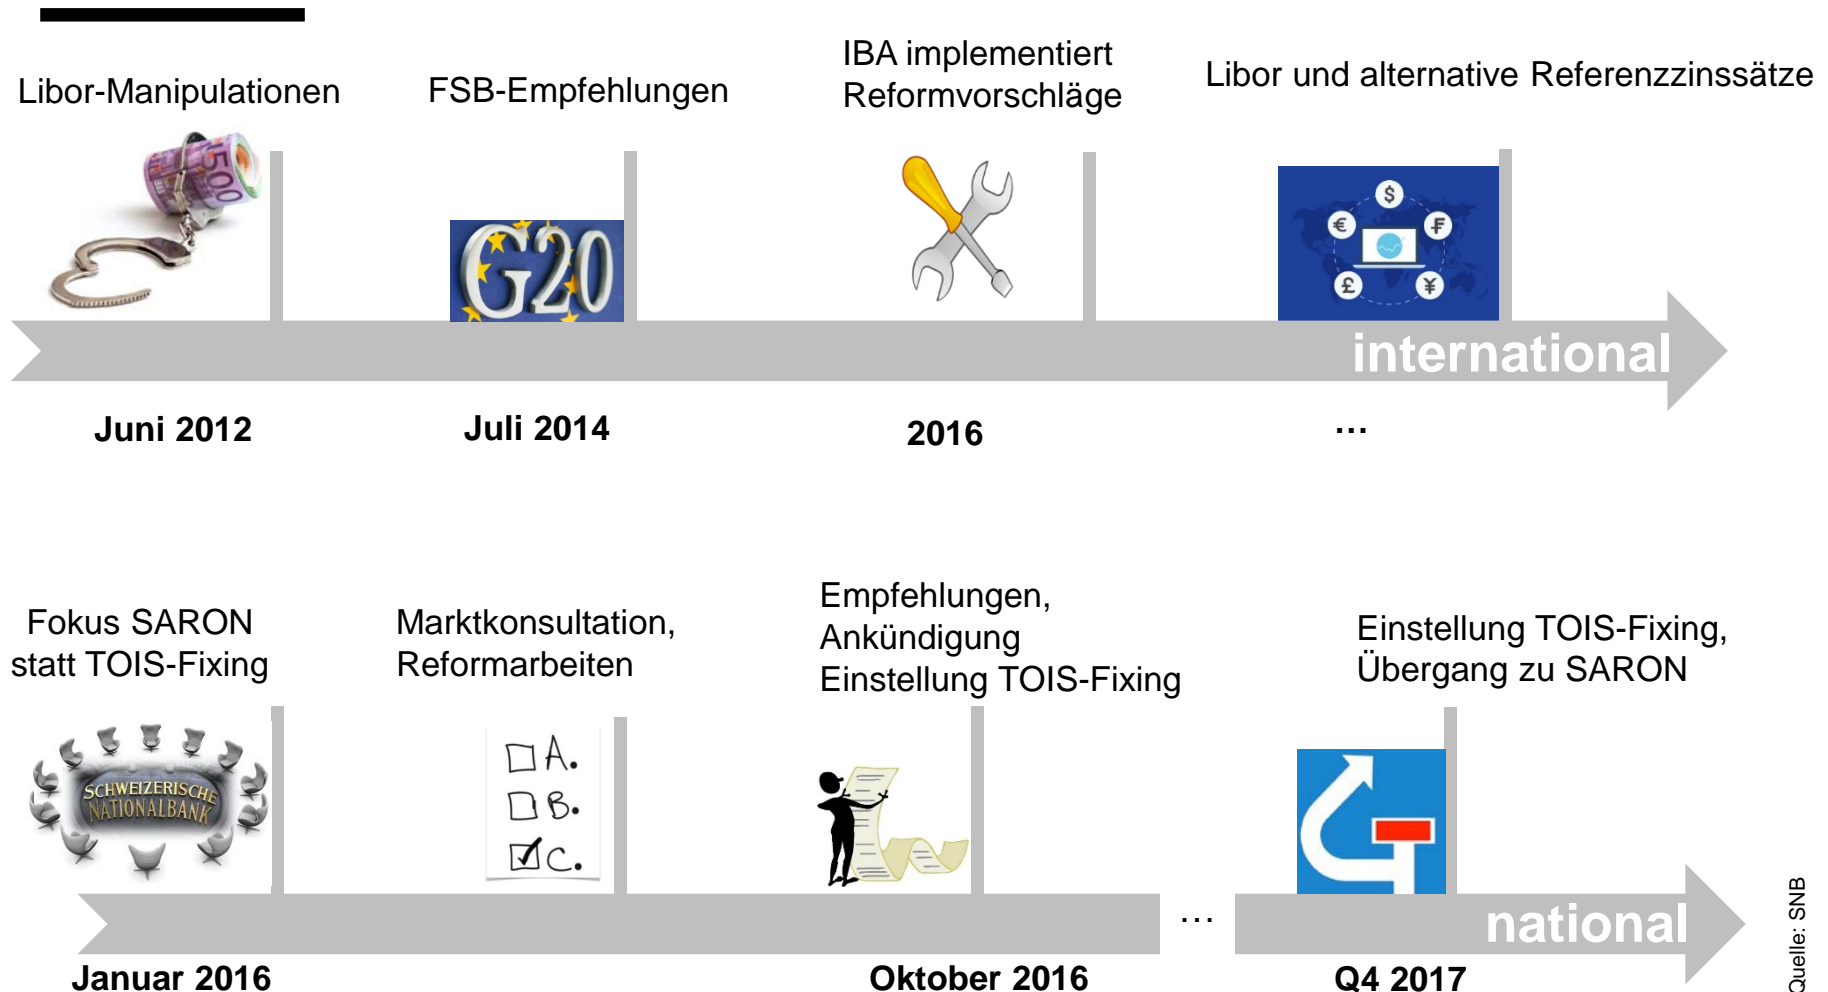 Libor-Manipulationen
FSB-Empfehlungen
IBA implementiert
Reformvorschläge
Libor und alternative Referenzzinssätze
500
G20
$
€
₣
£
¥
international
Juni 2012
Juli 2014
2016
...
Fokus SARON
statt TOIS-Fixing
Marktkonsultation,
Reformarbeiten
Empfehlungen,
Ankündigung
Einstellung TOIS-Fixing
Einstellung TOIS-Fixing,
Übergang zu SARON
SCHWEIZERISCHE
NATIONALBANK
A.
B.
C.
...
national
Januar 2016
Oktober 2016
Q4 2017
Quelle: SNB